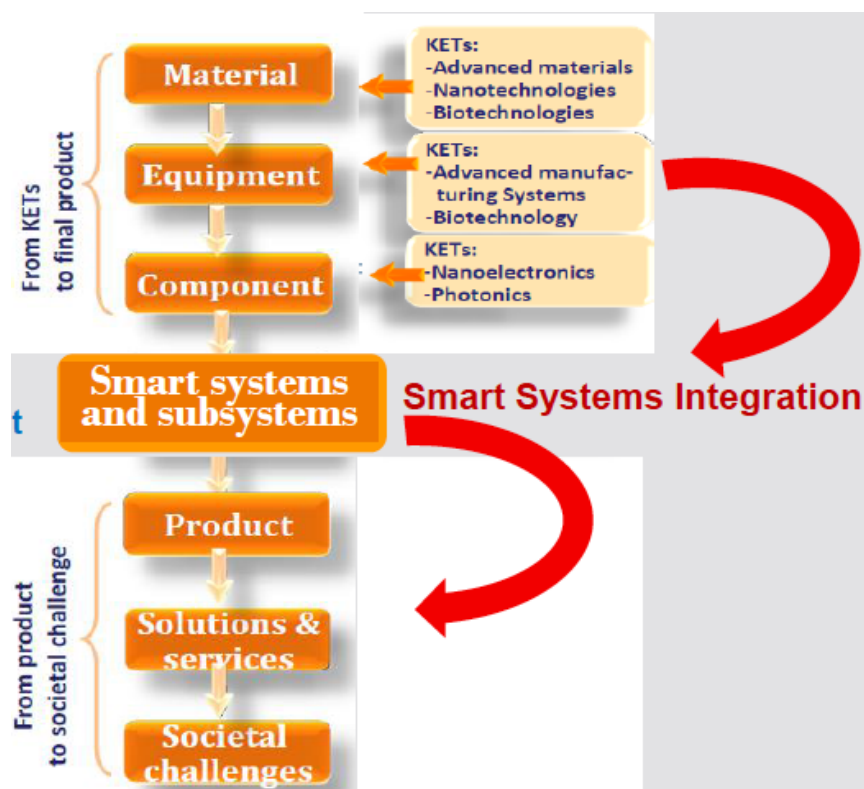 Material
KETs:
-Advanced materials
-Nanotechnologies
-Biotechnologies
Equipment
KETs:
-Advanced manufac-
turing Systems
-Biotechnology
Component
KETs:
-Nanoelectronics
-Photonics
:
From KETs
to final product
Smart systems
and subsystems
Smart Systems Integration
t
Product
Solutions &
services
Societal
challenges
From product
to societal challenge